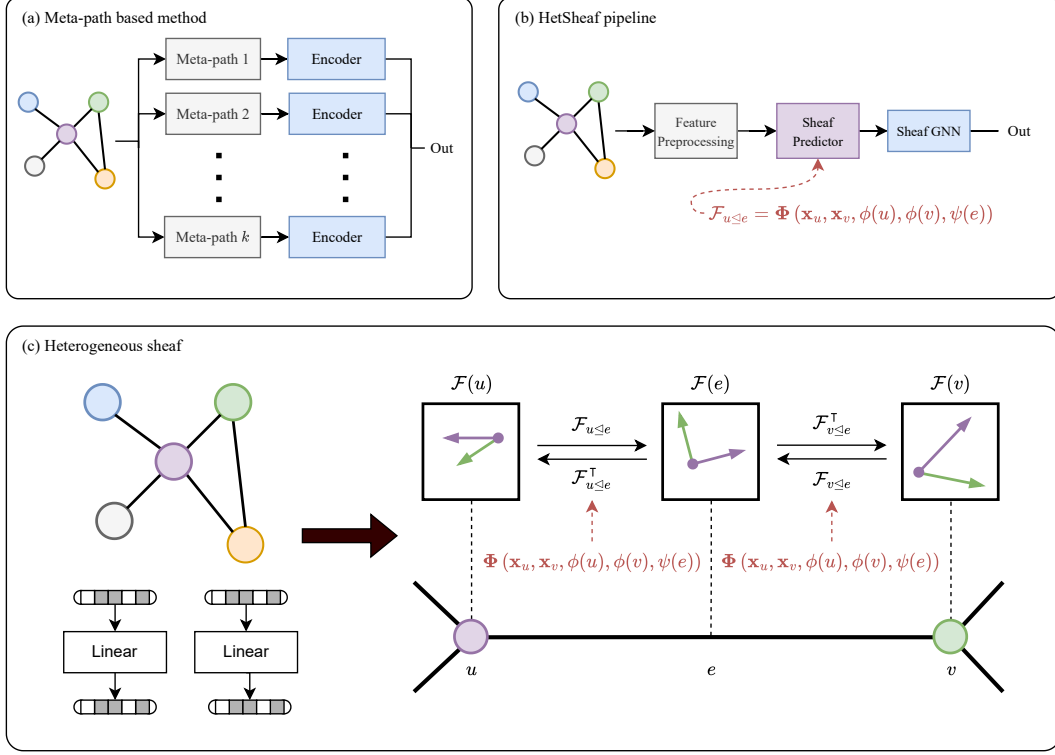 (a) Meta-path based method
Meta-path 1
Encoder
Meta-path 2
Encoder
Meta-path k
Encoder
Out
(b) HetSheaf pipeline
Feature
Preprocessing
Sheaf
Predictor
Sheaf GNN
Out
𝓕_{u⊴e} = 𝚽 (𝐱_u, 𝐱_v, ϕ(u), ϕ(v), ψ(e))
(c) Heterogeneous sheaf
𝓕(u)
𝓕(e)
𝓕(v)
𝓕_{u⊴e}
𝓕^⊤_{u⊴e}
𝓕^⊤_{v⊴e}
𝓕_{v⊴e}
𝚽 (𝐱_u, 𝐱_v, ϕ(u), ϕ(v), ψ(e))
𝚽 (𝐱_u, 𝐱_v, ϕ(u), ϕ(v), ψ(e))
Linear
Linear
u
e
v